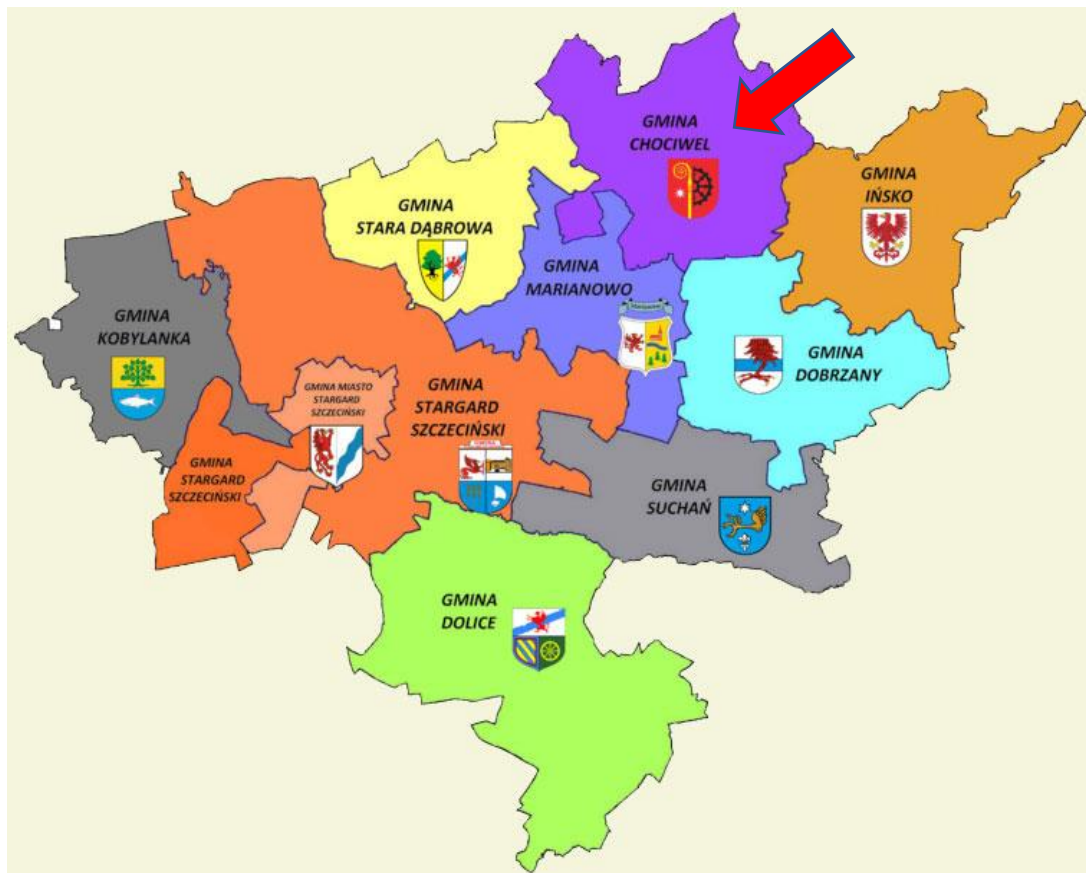 GMINA
CHOCIWEL
GMINA
IŃSKO
GMINA
STARA DĄBROWA
GMINA
MARIANOWO
GMINA
KOBYLANKA
GMINA
DOBRZANY
GMINA MIASTO
STARGARD
SZCZECIŃSKI
GMINA
STARGARD
SZCZECIŃSKI
GMINA
STARGARD
SZCZECIŃSKI
GMINA
SUCHAŃ
GMINA
DOLICE